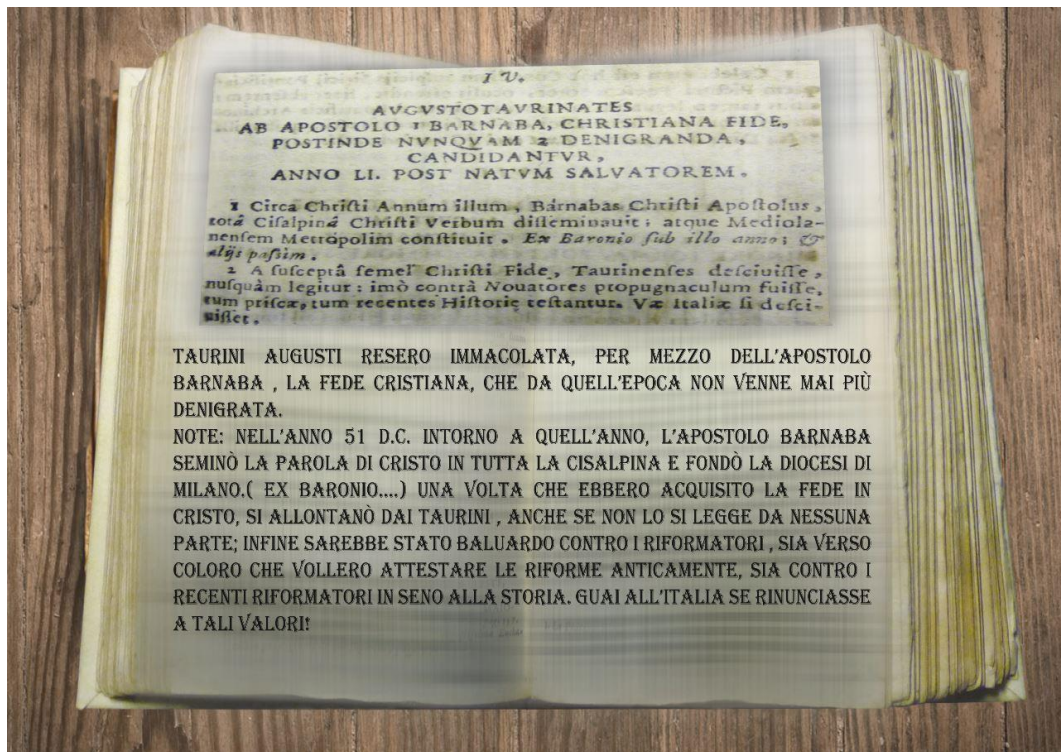 I V.
AVGVSTOTAVRINATES
AB APOSTOLO 1 BARNABA, CHRISTIANA FIDE,
POSTINDE NVNQVAM 2 DENIGRANDA,
CANDIDANTVR,
ANNO LI. POST NATVM SALVATOREM.
1 Circa Chriſti Annum illum, Barnabas Chriſti Apoſtolus,
totâ Ciſalpinâ Chriſti Verbum diſſeminauit; atque Mediola-
nenſem Metropolim conſtituit. Ex Baronio ſub illo anno; &
alijs paſsim.
2 A ſuſceptâ ſemel Chriſti Fide, Taurinenſes deſciuiſſe,
nuſquàm legitur: imò contrà Nouatores propugnaculum fuiſſe,
tum priſcæ, tum recentes Hiſtorię teſtantur. Væ Italiæ ſi deſci-
uiſſet.
TAURINI AUGUSTI RESERO IMMACOLATA, PER MEZZO DELL'APOSTOLO
BARNABA , LA FEDE CRISTIANA, CHE DA QUELL'EPOCA NON VENNE MAI PIÙ
DENIGRATA.
NOTE: NELL'ANNO 51 D.C. INTORNO A QUELL'ANNO, L'APOSTOLO BARNABA
SEMINÒ LA PAROLA DI CRISTO IN TUTTA LA CISALPINA E FONDÒ LA DIOCESI DI
MILANO.( EX BARONIO....) UNA VOLTA CHE EBBERO ACQUISITO LA FEDE IN
CRISTO, SI ALLONTANÒ DAI TAURINI , ANCHE SE NON LO SI LEGGE DA NESSUNA
PARTE; INFINE SAREBBE STATO BALUARDO CONTRO I RIFORMATORI , SIA VERSO
COLORO CHE VOLLERO ATTESTARE LE RIFORME ANTICAMENTE, SIA CONTRO I
RECENTI RIFORMATORI IN SENO ALLA STORIA. GUAI ALL'ITALIA SE RINUNCIASSE
A TALI VALORI!